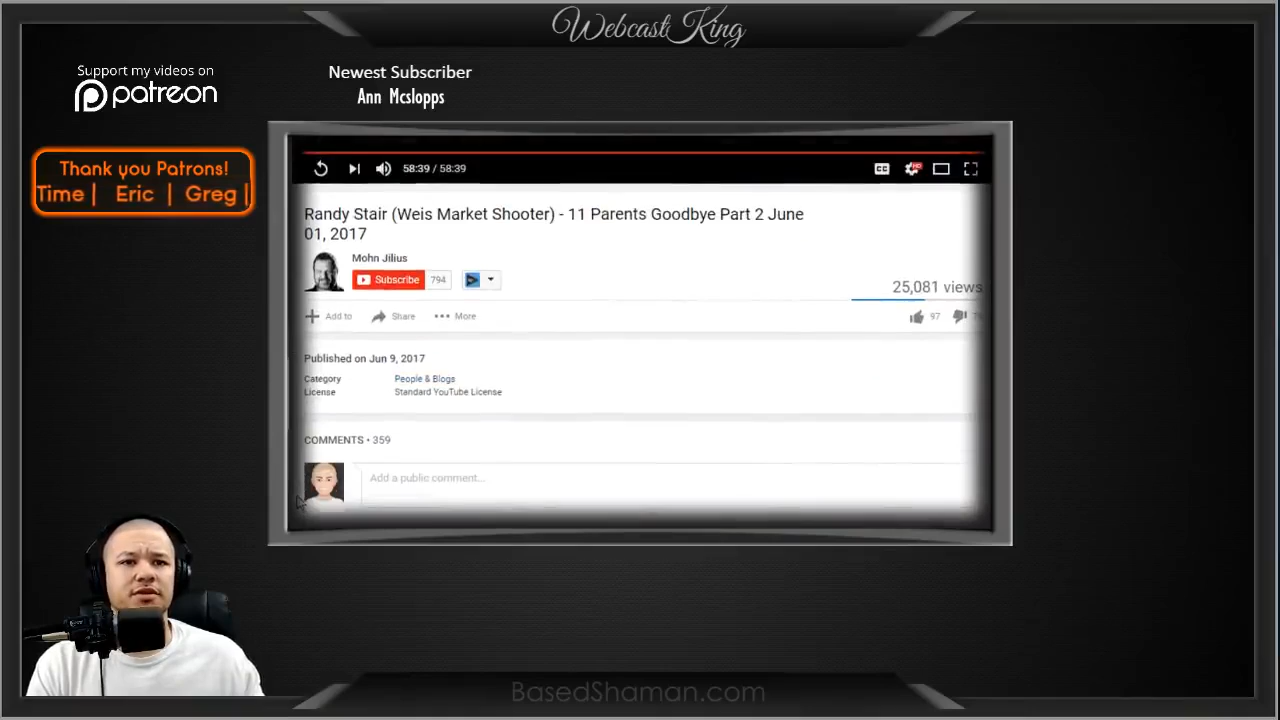 Webcast King
Support my videos on
patreon
Newest Subscriber
Ann Mcslopps
Thank you Patrons!
Time | Eric | Greg |
58:39 / 58:39
CC
HD
Randy Stair (Weis Market Shooter) - 11 Parents Goodbye Part 2 June
01, 2017
Mohn Jilius
Subscribe 794
25,081 views
Add to Share More
97
Published on Jun 9, 2017
Category People & Blogs
License Standard YouTube License
COMMENTS • 359
Add a public comment...
BasedShaman.com